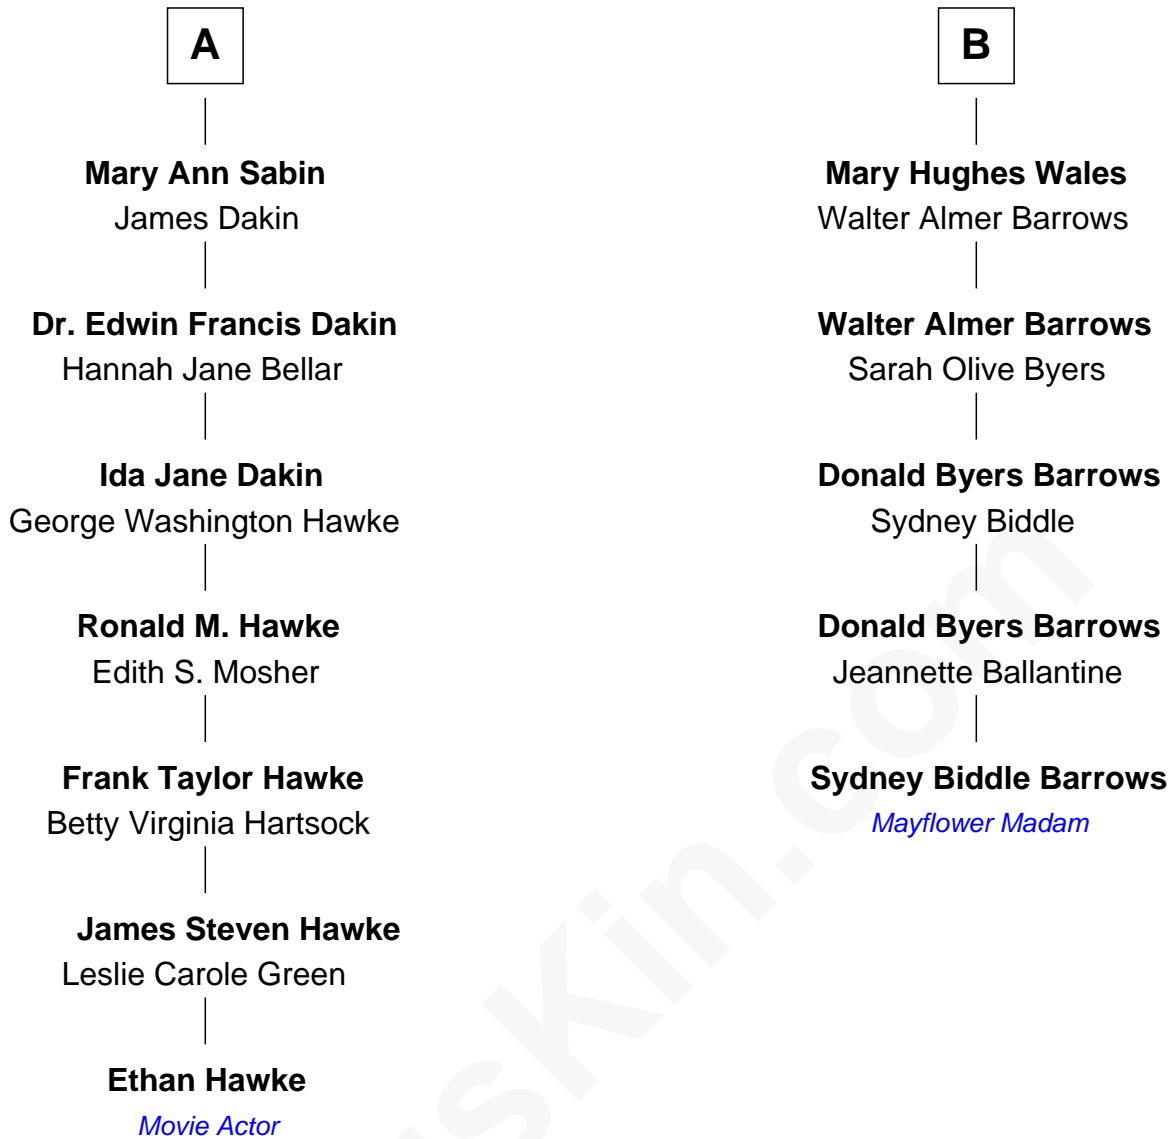 A
Mary Ann Sabin
James Dakin
Dr. Edwin Francis Dakin
Hannah Jane Bellar
Ida Jane Dakin
George Washington Hawke
Ronald M. Hawke
Edith S. Mosher
Frank Taylor Hawke
Betty Virginia Hartsock
James Steven Hawke
Leslie Carole Green
Ethan Hawke
Movie Actor
B
Mary Hughes Wales
Walter Almer Barrows
Walter Almer Barrows
Sarah Olive Byers
Donald Byers Barrows
Sydney Biddle
Donald Byers Barrows
Jeannette Ballantine
Sydney Biddle Barrows
Mayflower Madam
sKin.com